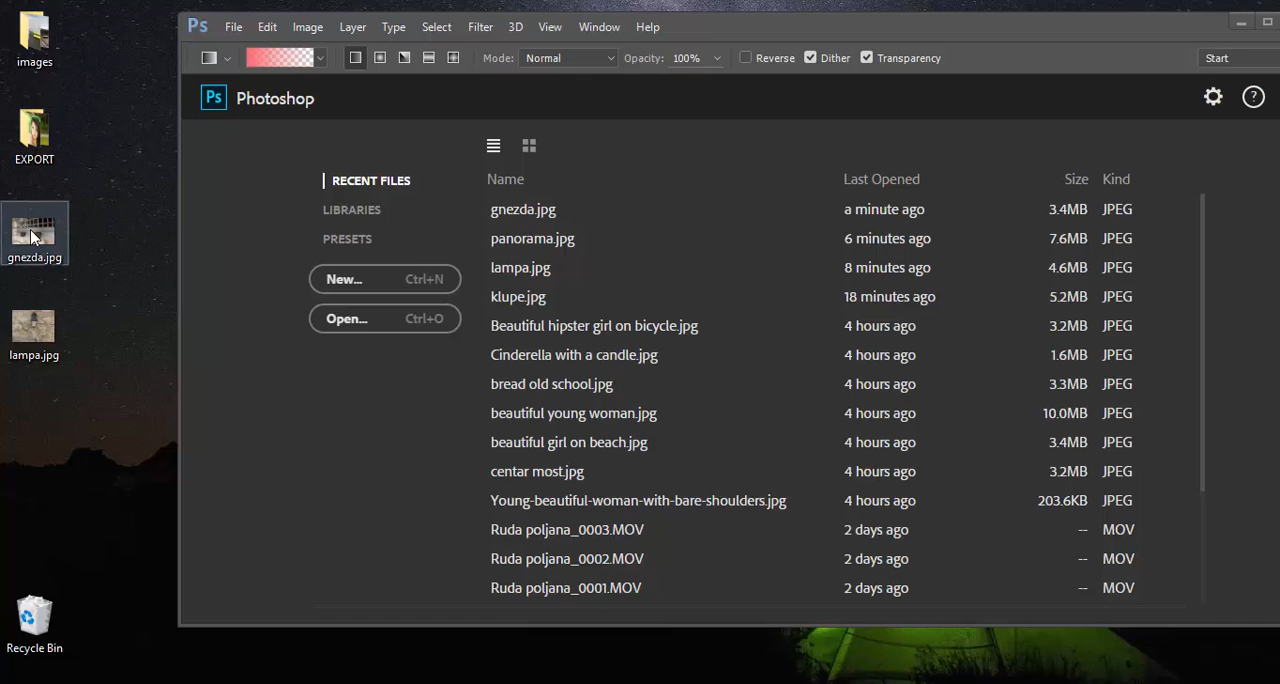 images
EXPORT
gnezda.jpg
lampa.jpg
Recycle Bin
Ps File Edit Image Layer Type Select Filter 3D View Window Help
Mode: Normal Opacity: 100% Reverse Dither Transparency Start
Ps Photoshop ?
RECENT FILES
LIBRARIES
PRESETS
New... Ctrl+N
Open... Ctrl+O
Name Last Opened Size Kind
gnezda.jpg a minute ago 3.4MB JPEG
panorama.jpg 6 minutes ago 7.6MB JPEG
lampa.jpg 8 minutes ago 4.6MB JPEG
klupe.jpg 18 minutes ago 5.2MB JPEG
Beautiful hipster girl on bicycle.jpg 4 hours ago 3.2MB JPEG
Cinderella with a candle.jpg 4 hours ago 1.6MB JPEG
bread old school.jpg 4 hours ago 3.3MB JPEG
beautiful young woman.jpg 4 hours ago 10.0MB JPEG
beautiful girl on beach.jpg 4 hours ago 3.4MB JPEG
centar most.jpg 4 hours ago 3.2MB JPEG
Young-beautiful-woman-with-bare-shoulders.jpg 4 hours ago 203.6KB JPEG
Ruda poljana_0003.MOV 2 days ago -- MOV
Ruda poljana_0002.MOV 2 days ago -- MOV
Ruda poljana_0001.MOV 2 days ago -- MOV